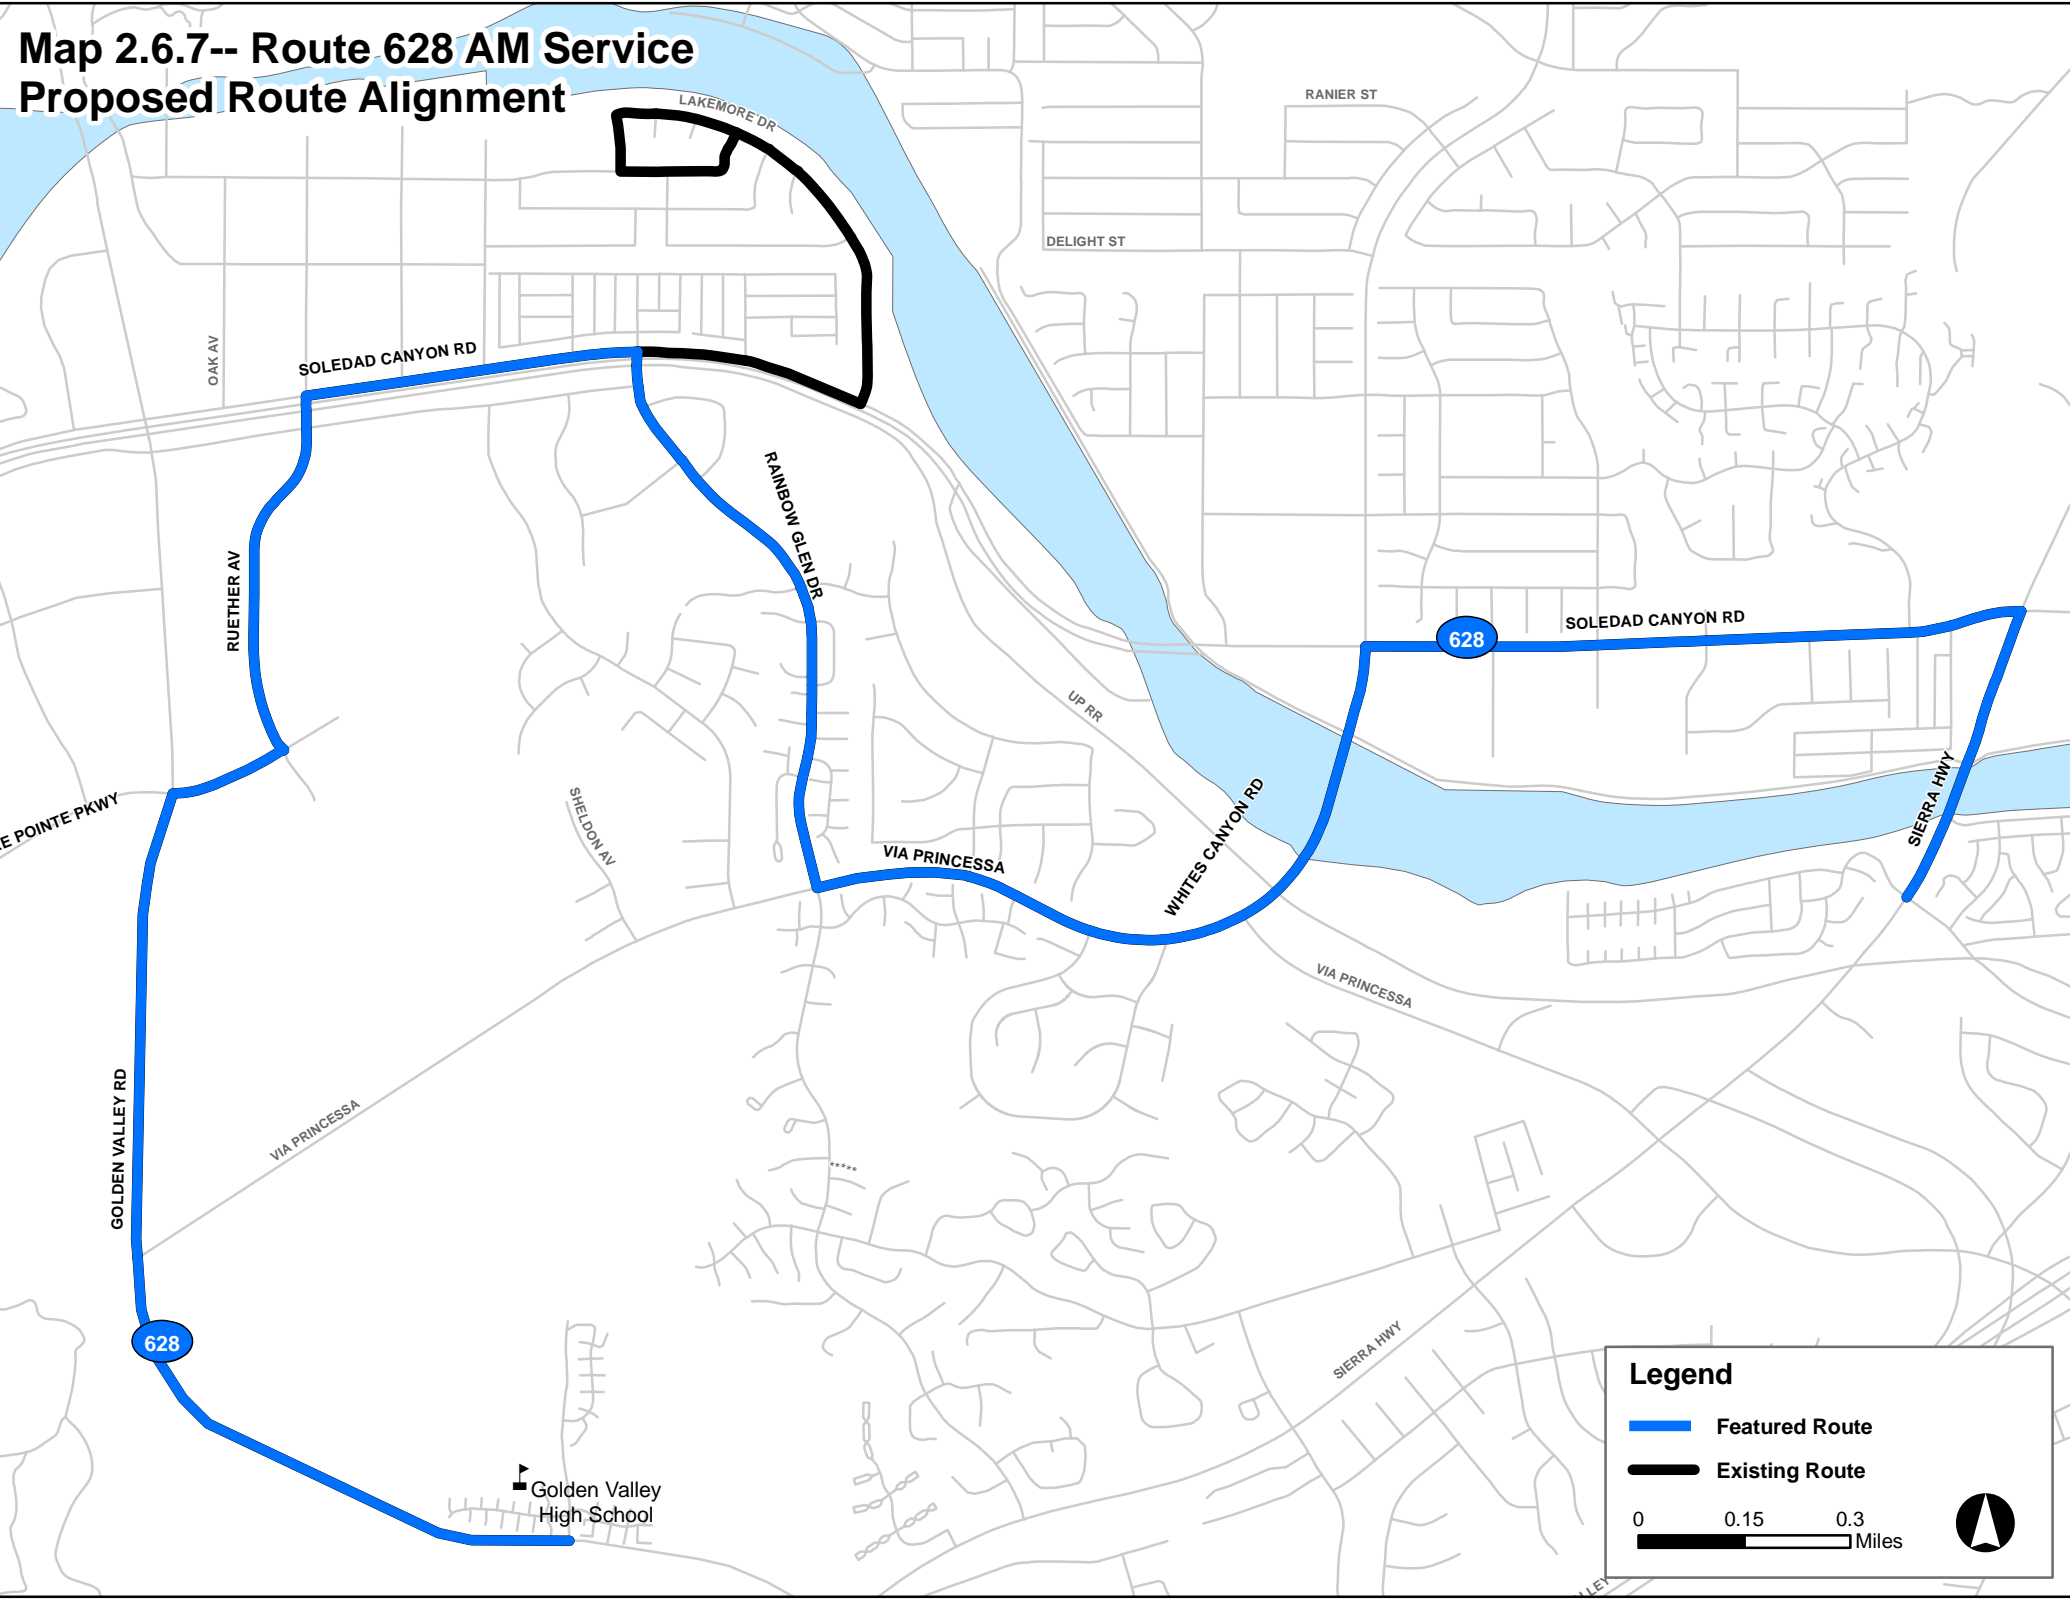 Map 2.6.7-- Route 628 AM Service
Proposed Route Alignment
LAKEMORE DR
RANIER ST
DELIGHT ST
OAK AV
SOLEDAD CANYON RD
RAINBOW GLEN DR
RUETHER AV
628
SOLEDAD CANYON RD
UP RR
SIERRA HWY
E POINTE PKWY
SHELDON AV
VIA PRINCESSA
WHITES CANYON RD
VIA PRINCESSA
GOLDEN VALLEY RD
VIA PRINCESSA
*****
628
SIERRA HWY
Golden Valley
High School
Legend
Featured Route
Existing Route
0 0.15 0.3
Miles
LLEY